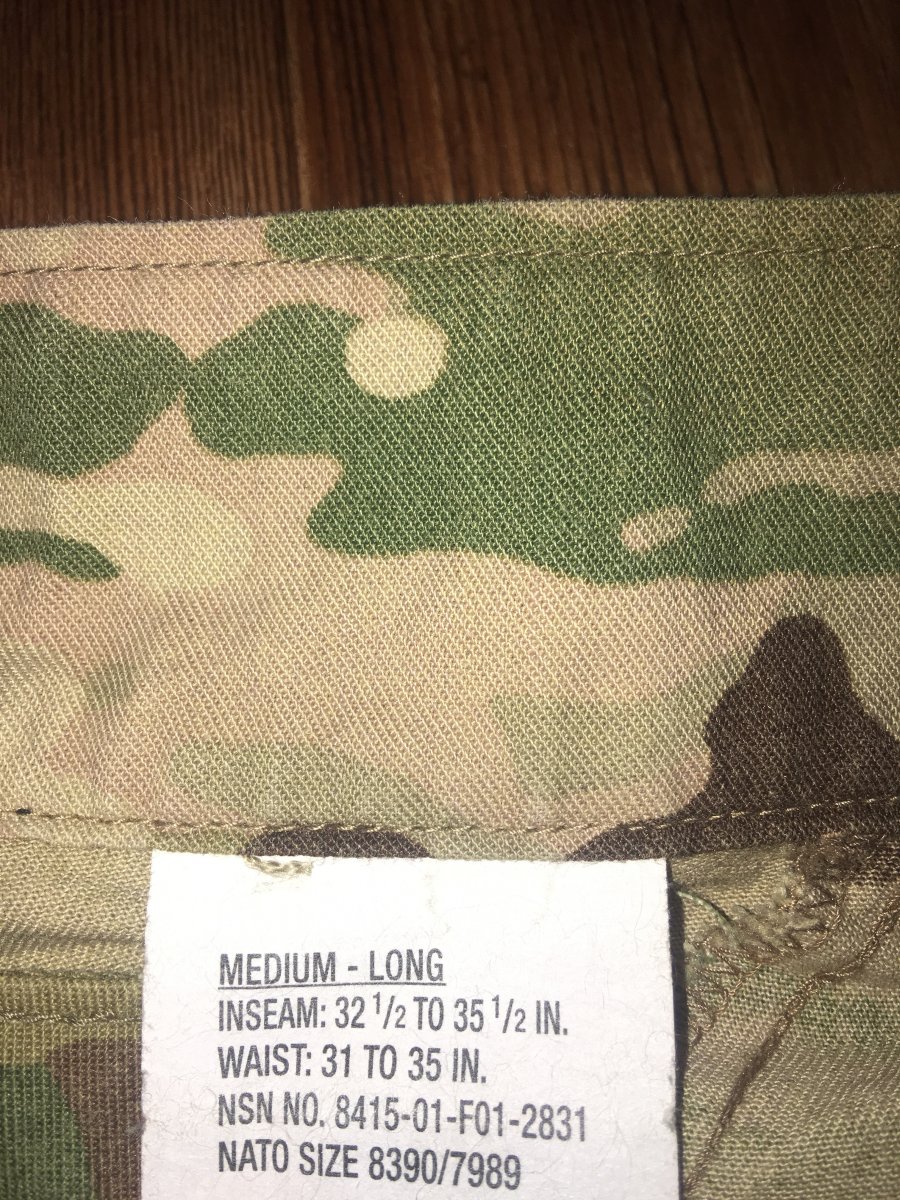 MEDIUM - LONG
INSEAM: 32 1/2 TO 35 1/2 IN.
WAIST: 31 TO 35 IN.
NSN NO. 8415-01-F01-2831
NATO SIZE 8390/7989